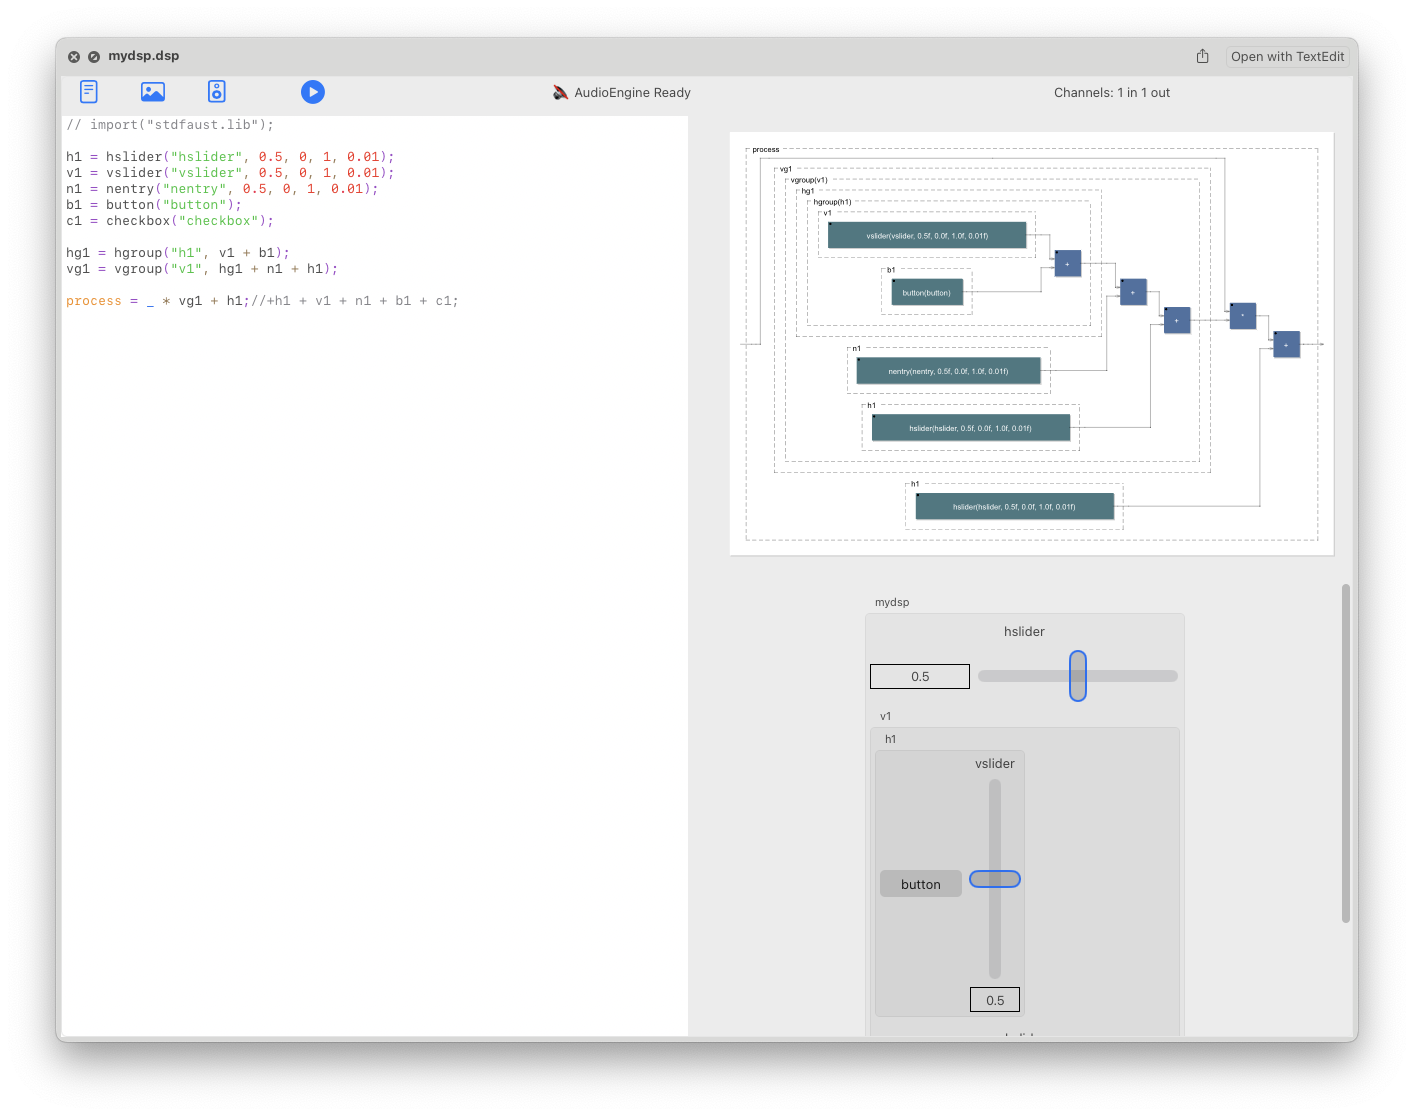 mydsp.dsp
Open with TextEdit
AudioEngine Ready
Channels: 1 in 1 out
// import("stdfaust.lib");
h1 = hslider("hslider", 0.5, 0, 1, 0.01);
v1 = vslider("vslider", 0.5, 0, 1, 0.01);
n1 = nentry("nentry", 0.5, 0, 1, 0.01);
b1 = button("button");
c1 = checkbox("checkbox");
hg1 = hgroup("h1", v1 + b1);
vg1 = vgroup("v1", hg1 + n1 + h1);
process = _ * vg1 + h1;//+h1 + v1 + n1 + b1 + c1;
process
vg1
vgroup(v1)
hg1
hgroup(h1)
v1
vslider(vslider, 0.5f, 0.0f, 1.0f, 0.01f)
+
b1
button(button)
+
+
*
+
n1
nentry(nentry, 0.5f, 0.0f, 1.0f, 0.01f)
h1
hslider(hslider, 0.5f, 0.0f, 1.0f, 0.01f)
h1
hslider(hslider, 0.5f, 0.0f, 1.0f, 0.01f)
mydsp
hslider
0.5
v1
h1
vslider
button
0.5